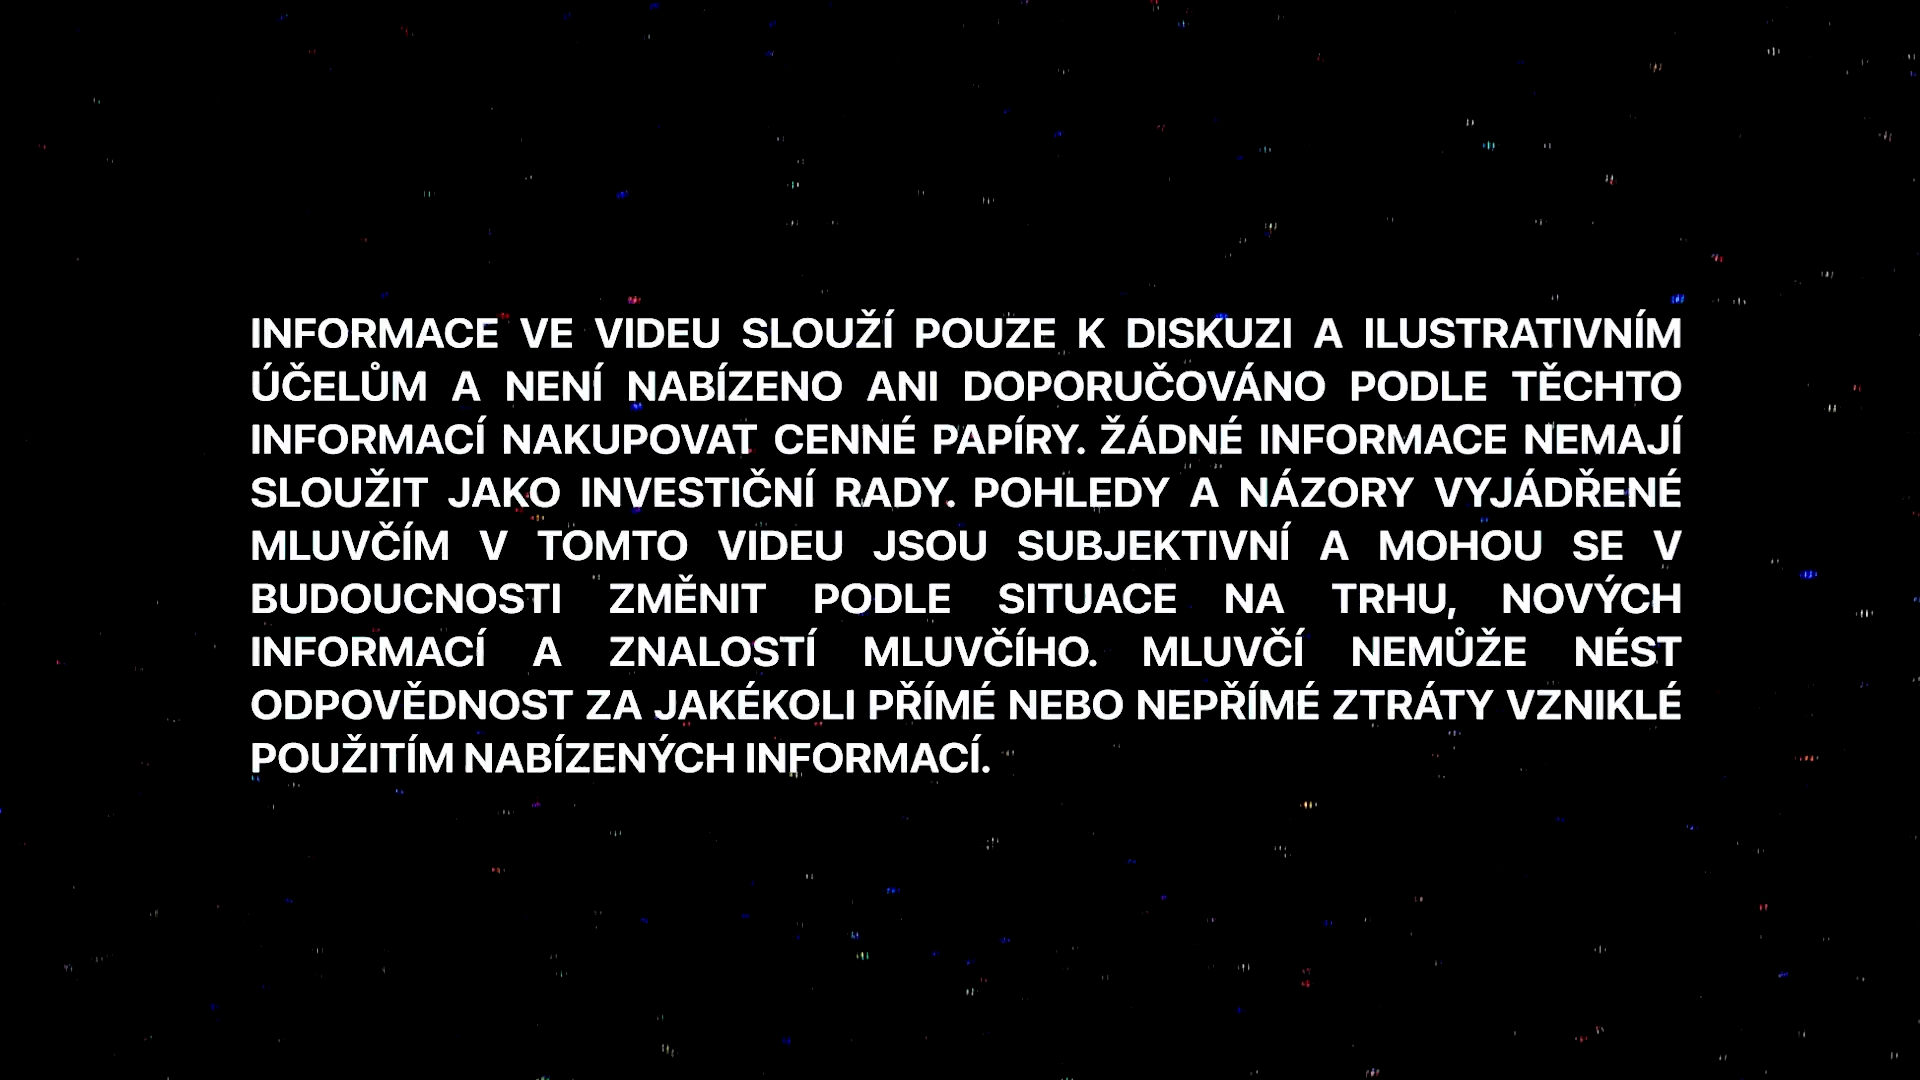 INFORMACE VE VIDEU SLOUŽÍ POUZE K DISKUZI A ILUSTRATIVNÍM
ÚČELŮM A NENÍ NABÍZENO ANI DOPORUČOVÁNO PODLE TĚCHTO
INFORMACÍ NAKUPOVAT CENNÉ PAPÍRY. ŽÁDNÉ INFORMACE NEMAJÍ
SLOUŽIT JAKO INVESTIČNÍ RADY. POHLEDY A NÁZORY VYJÁDŘENÉ
MLUVČÍM V TOMTO VIDEU JSOU SUBJEKTIVNÍ A MOHOU SE V
BUDOUCNOSTI ZMĚNIT PODLE SITUACE NA TRHU, NOVÝCH
INFORMACÍ A ZNALOSTÍ MLUVČÍHO. MLUVČÍ NEMŮŽE NÉST
ODPOVĚDNOST ZA JAKÉKOLI PŘÍMÉ NEBO NEPŘÍMÉ ZTRÁTY VZNIKLÉ
POUŽITÍM NABÍZENÝCH INFORMACÍ.